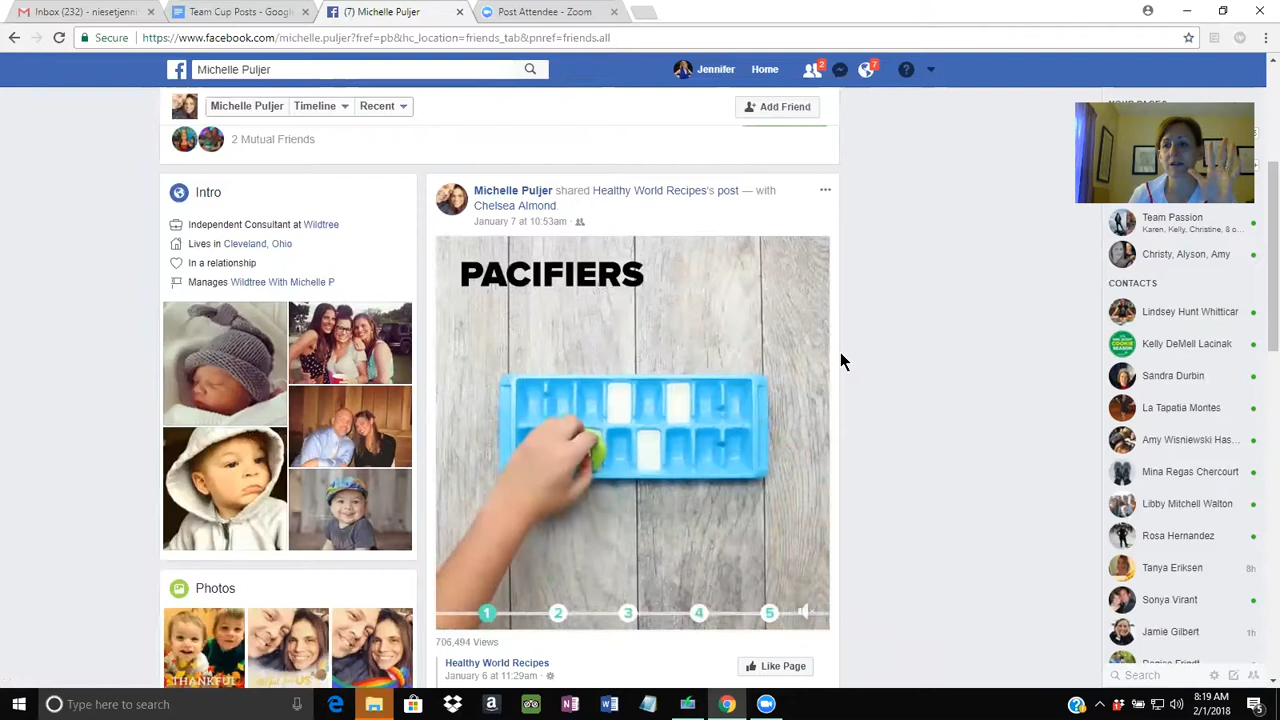 Inbox (232) - niesetjennif
Team Cup Posts - Google
(7) Michelle Puljer
Post Attendee - Zoom
Secure
https://www.facebook.com/michelle.puljer?fref=pb&hc_location=friends_tab&pnref=friends.all
Michelle Puljer
Jennifer
Home
2
7
Michelle Puljer
Timeline
Recent
Add Friend
2 Mutual Friends
Intro
Independent Consultant at Wildtree
Lives in Cleveland, Ohio
In a relationship
Manages Wildtree With Michelle P
Photos
THANKFUL
Michelle Puljer shared Healthy World Recipes's post — with
Chelsea Almond.
January 7 at 10:53am
PACIFIERS
1 2 3 4 5
706,494 Views
Healthy World Recipes
January 6 at 11:29am
Like Page
Team Passion
Karen, Kelly, Christine, 8 o...
Christy, Alyson, Amy
CONTACTS
Lindsey Hunt Whitticar
Kelly DeMell Lacinak
Sandra Durbin
La Tapatia Montes
Amy Wisniewski Has...
Mina Regas Chercourt
Libby Mitchell Walton
Rosa Hernandez
Tanya Eriksen
8h
Sonya Virant
Jamie Gilbert
1h
Search
Type here to search
8:19 AM
2/1/2018